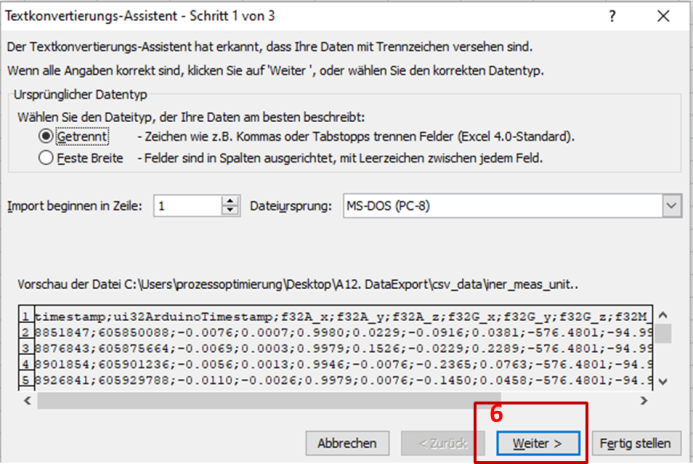 Textkonvertierungs-Assistent - Schritt 1 von 3
Der Textkonvertierungs-Assistent hat erkannt, dass Ihre Daten mit Trennzeichen versehen sind.
Wenn alle Angaben korrekt sind, klicken Sie auf 'Weiter ', oder wählen Sie den korrekten Datentyp.
Ursprünglicher Datentyp
Wählen Sie den Dateityp, der Ihre Daten am besten beschreibt:
Getrennt - Zeichen wie z.B. Kommas oder Tabstopps trennen Felder (Excel 4.0-Standard).
Feste Breite - Felder sind in Spalten ausgerichtet, mit Leerzeichen zwischen jedem Feld.
Import beginnen in Zeile: 1 Dateiursprung: MS-DOS (PC-8)
Vorschau der Datei C:\Users\prozessoptimierung\Desktop\A12. DataExport\csv_data\iner_meas_unit..
1 timestamp;ui32ArduinoTimestamp;f32A_x;f32A_y;f32A_z;f32G_x;f32G_y;f32G_z;f32M_
2 8851847;605850088;-0.0076;0.0007;0.9980;0.0229;-0.0916;0.0381;-576.4801;-94.99
3 8876843;605875664;-0.0069;0.0003;0.9979;0.1526;-0.0229;0.2289;-576.4801;-94.99
4 8901854;605901236;-0.0056;0.0013;0.9946;-0.0076;-0.2365;0.0763;-576.4801;-94.9
5 8926841;605929788;-0.0110;-0.0026;0.9979;0.0076;-0.1450;0.0458;-576.4801;-94.9
6
Abbrechen < Zurück Weiter > Fertig stellen